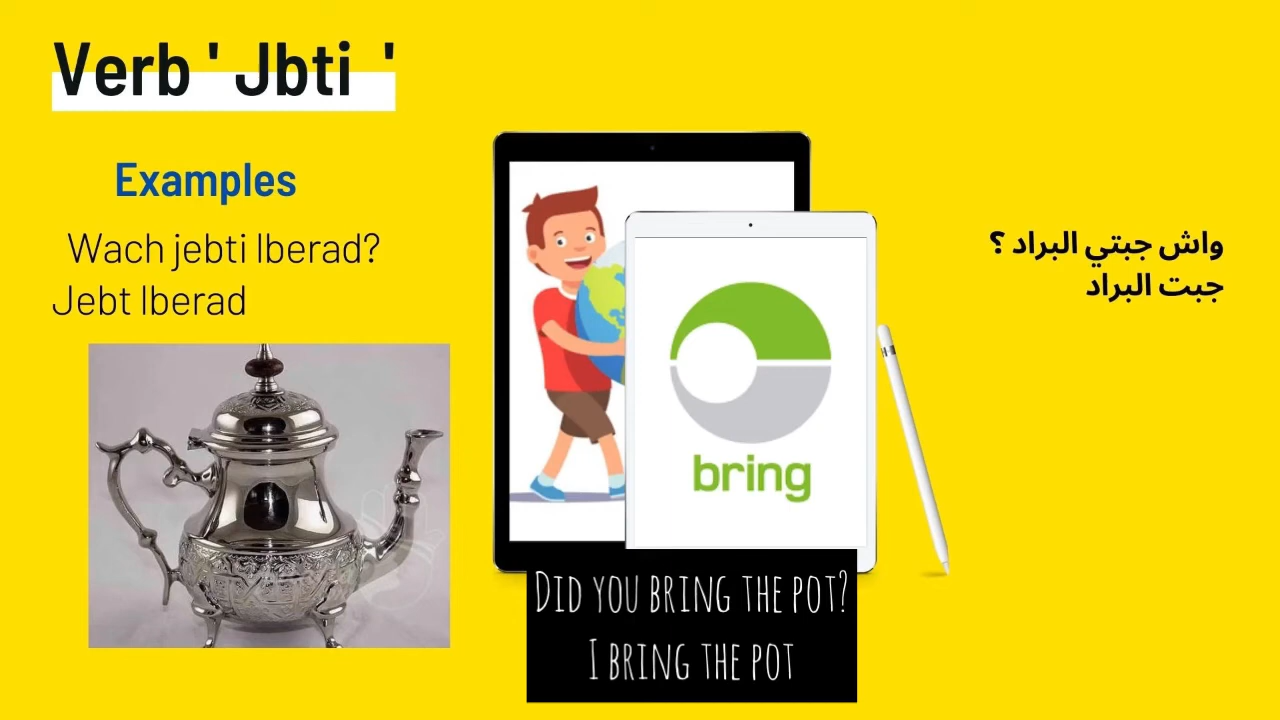 Verb ' Jbti '
Examples
Wach jebti lberad?
Jebt lberad
واش جبتي البراد ؟
جبت البراد
bring
DID YOU BRING THE POT?
I BRING THE POT